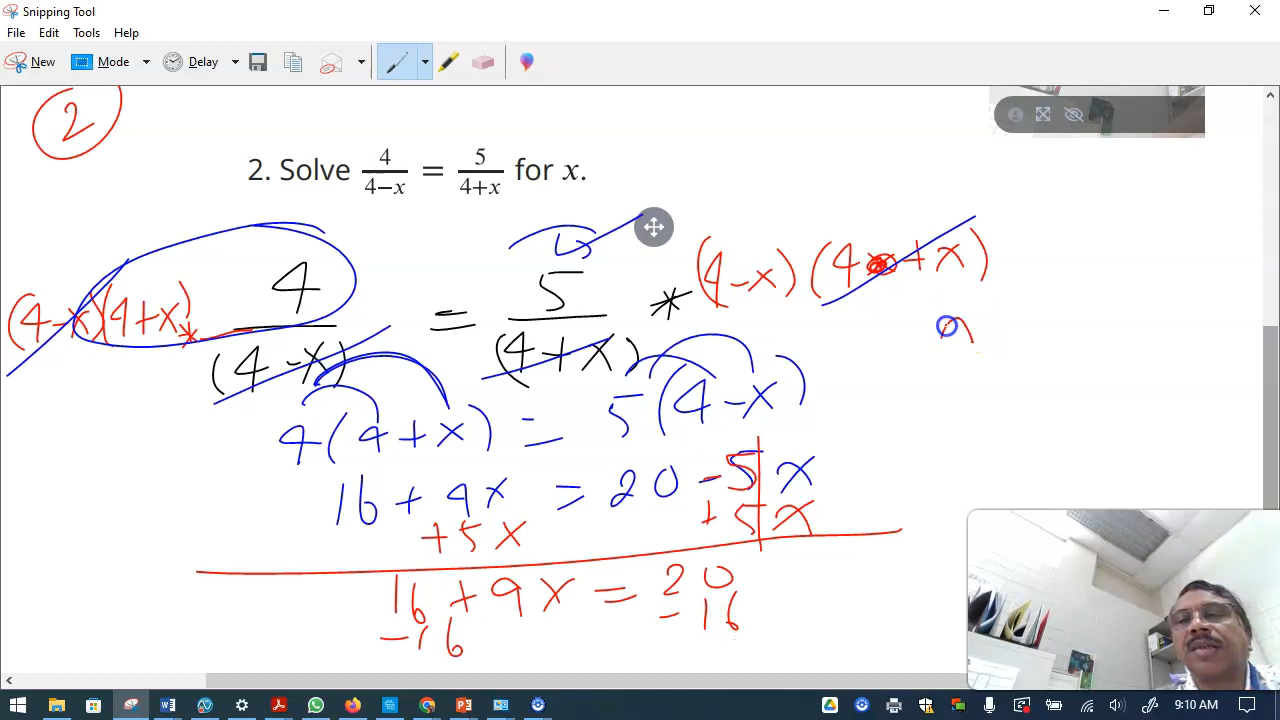 Snipping Tool
File Edit Tools Help
New Mode Delay
2
2. Solve 4/(4−x) = 5/(4+x) for x.
(4-x)(4+x) * 4/(4-x) = 5/(4+x) * (4-x)(4+x)
4(4+x) = 5(4-x)
16 + 4x = 20 - 5x
+5x +5x
16 + 9x = 20
-16 -16
9:10 AM